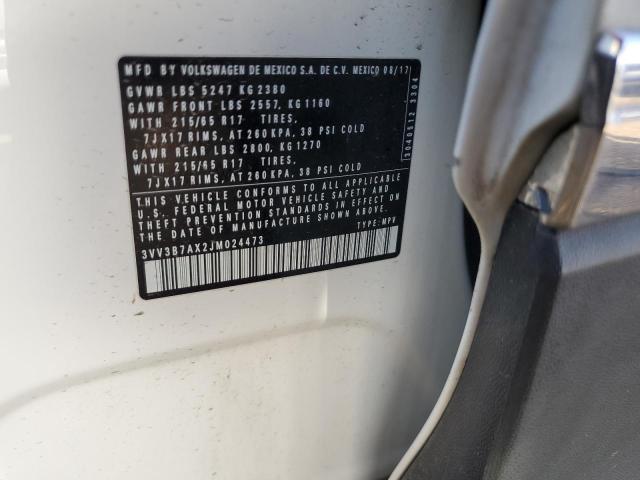 MFD BY VOLKSWAGEN DE MEXICO S.A. DE C.V. MEXICO 08/17
GVWR LBS 5247 KG 2380
GAWR FRONT LBS 2557, KG 1160
WITH 215/65 R17 TIRES,
7JX17 RIMS, AT 260 KPA, 38 PSI COLD
GAWR REAR LBS 2800, KG 1270
WITH 215/65 R17 TIRES,
7JX17 RIMS, AT 260 KPA, 38 PSI COLD
THIS VEHICLE CONFORMS TO ALL APPLICABLE
U.S. FEDERAL MOTOR VEHICLE SAFETY AND
THEFT PREVENTION STANDARDS IN EFFECT ON
THE DATE OF MANUFACTURE SHOWN ABOVE.
3VV3B7AX2JM024473 TYPE:MPV
3040512 3304